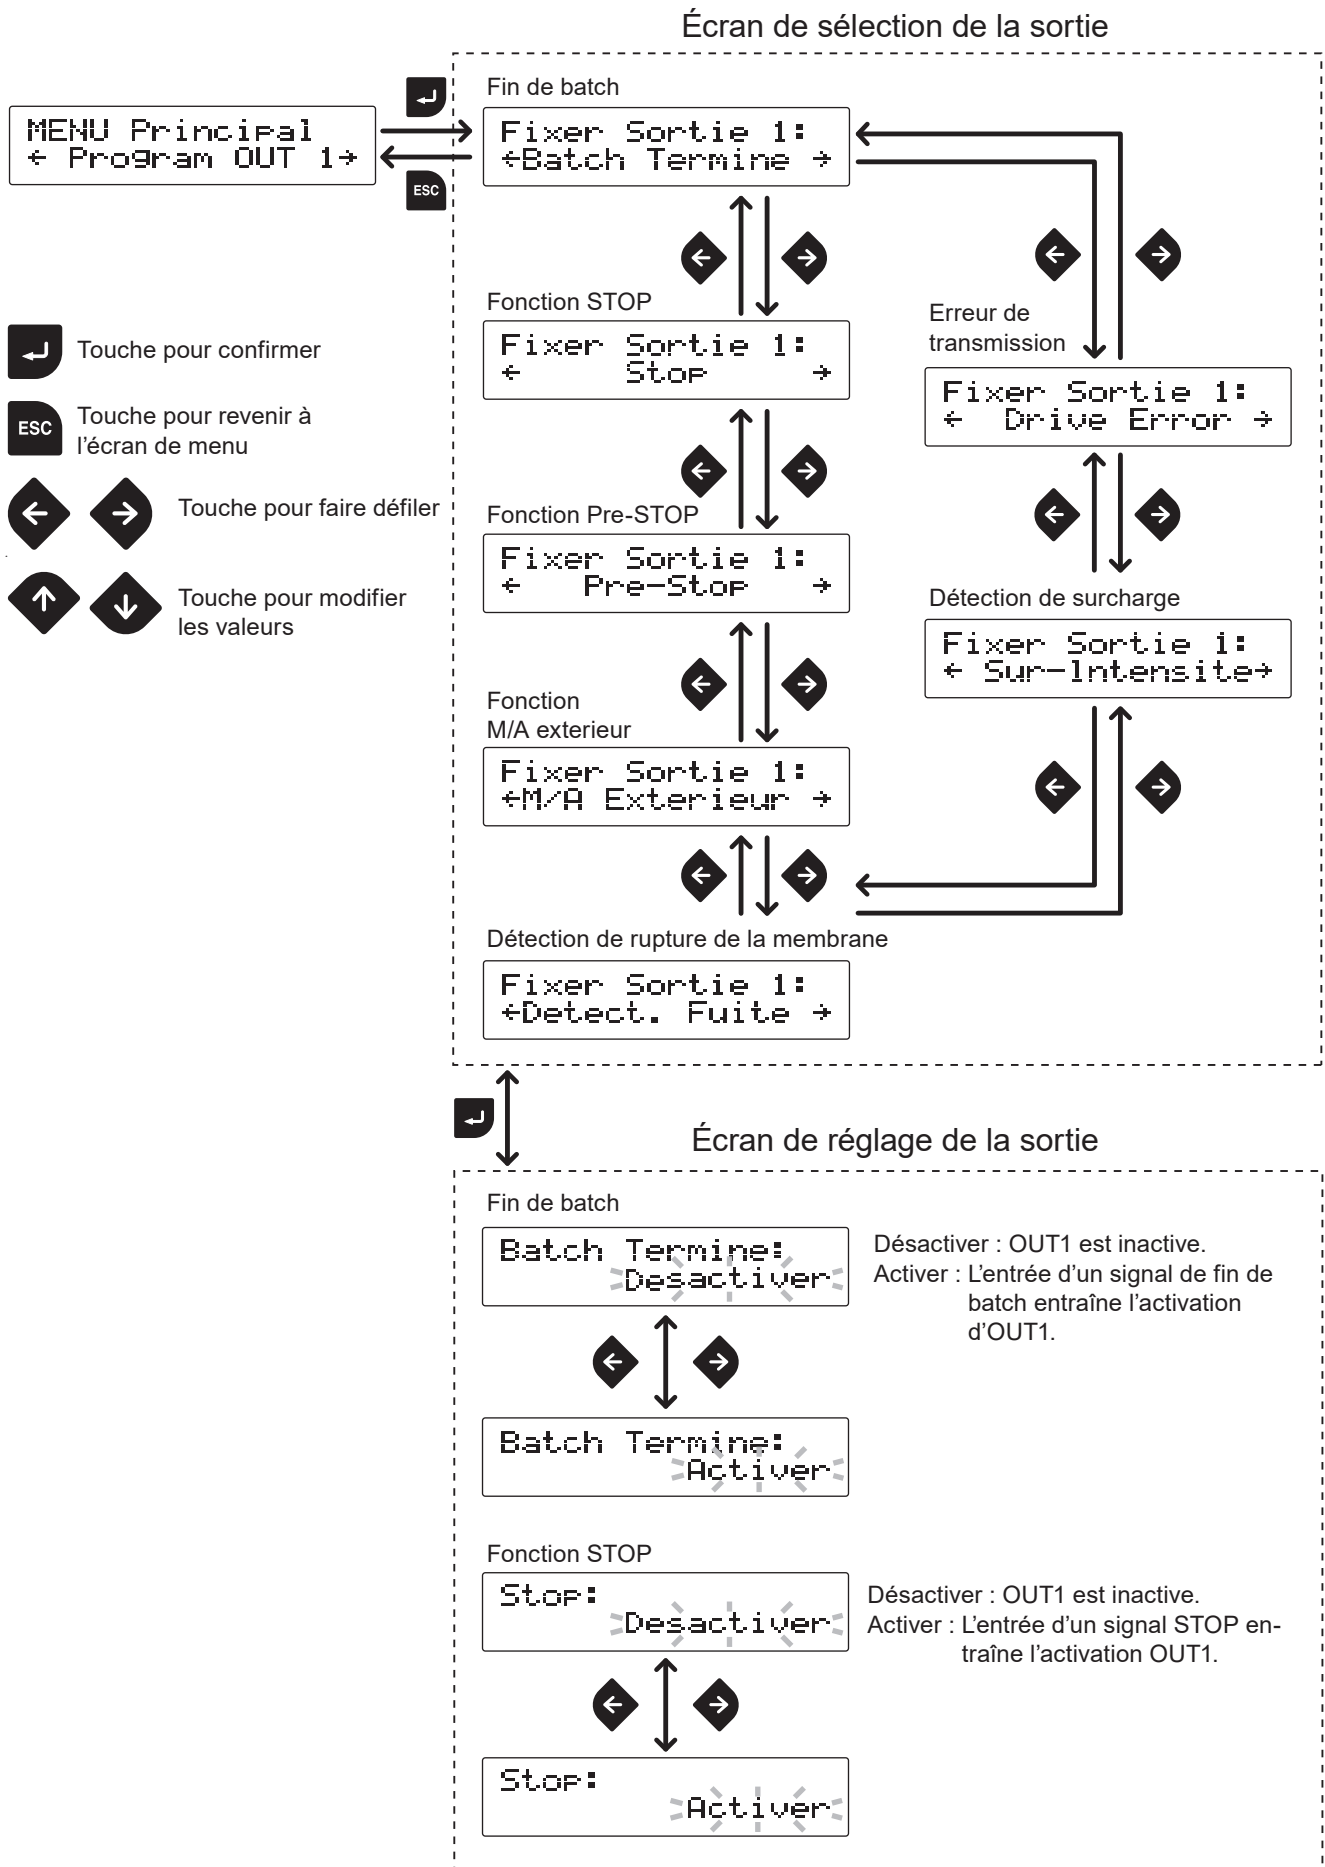 Écran de sélection de la sortie
Fin de batch
MENU Principal
← Program OUT 1→
Fixer Sortie 1:
←Batch Termine →
ESC
Fonction STOP
Fixer Sortie 1:
← Stop →
Erreur de
transmission
Fixer Sortie 1:
← Drive Error →
Touche pour confirmer
ESC
Touche pour revenir à
l'écran de menu
Touche pour faire défiler
Touche pour modifier
les valeurs
Fonction Pre-STOP
Fixer Sortie 1:
← Pre-Stop →
Détection de surcharge
Fixer Sortie 1:
← Sur-Intensite→
Fonction
M/A exterieur
Fixer Sortie 1:
←M/A Exterieur →
Détection de rupture de la membrane
Fixer Sortie 1:
←Detect. Fuite →
Écran de réglage de la sortie
Fin de batch
Batch Termine:
Desactiver
Désactiver : OUT1 est inactive.
Activer : L'entrée d'un signal de fin de
batch entraîne l'activation
d'OUT1.
Batch Termine:
Activer
Fonction STOP
Stop:
Desactiver
Désactiver : OUT1 est inactive.
Activer : L'entrée d'un signal STOP en-
traîne l'activation OUT1.
Stop:
Activer